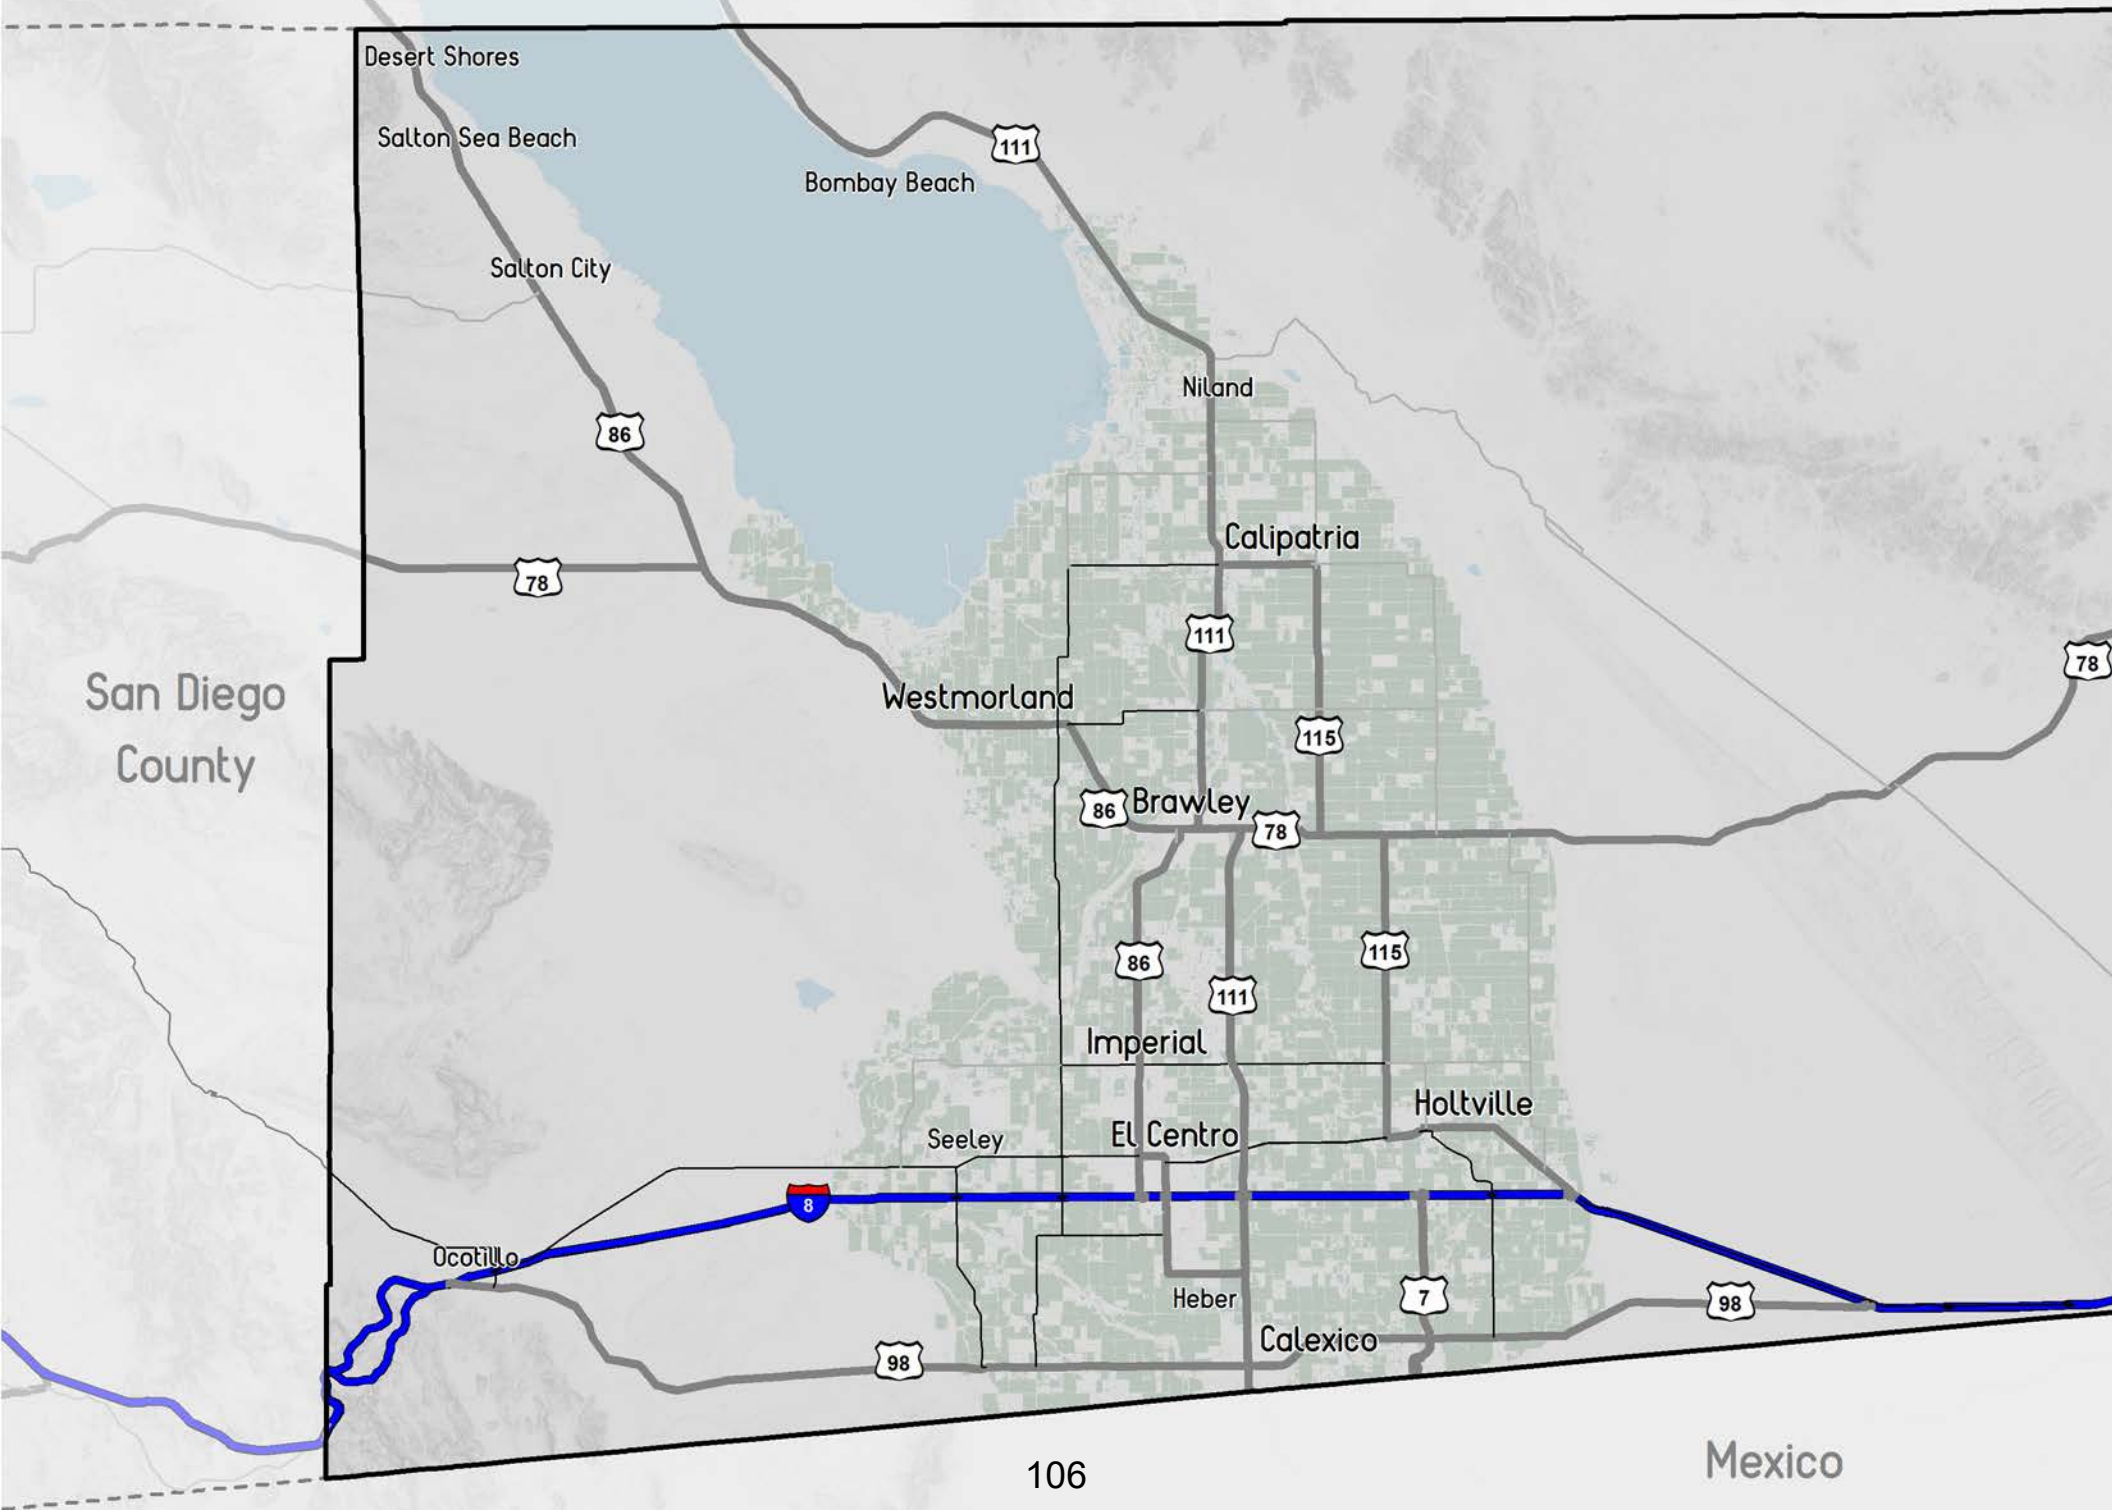 Desert Shores
Salton Sea Beach
111
Bombay Beach
Salton City
Niland
86
Calipatria
78
111
78
San Diego
County
Westmorland
115
86
Brawley
78
115
86
111
Imperial
Holtville
Seeley
El Centro
8
Ocotillo
Heber
7
98
Calexico
98
Mexico
106